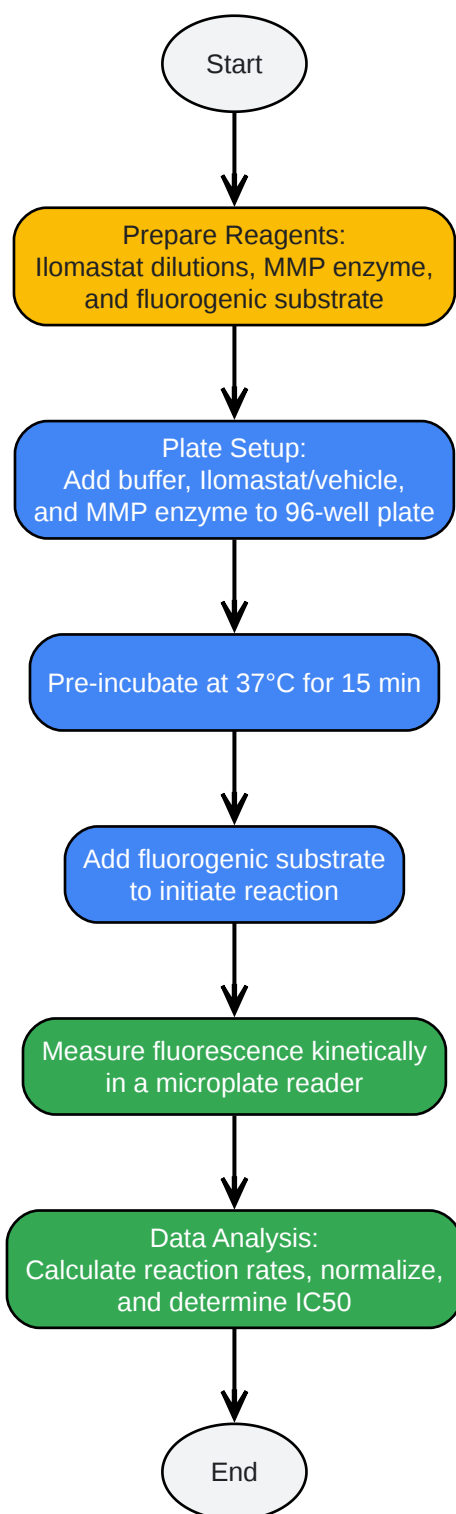 Start
Prepare Reagents:
Ilomastat dilutions, MMP enzyme,
and fluorogenic substrate
Plate Setup:
Add buffer, Ilomastat/vehicle,
and MMP enzyme to 96-well plate
Pre-incubate at 37°C for 15 min
Add fluorogenic substrate
to initiate reaction
Measure fluorescence kinetically
in a microplate reader
Data Analysis:
Calculate reaction rates, normalize,
and determine IC50
End